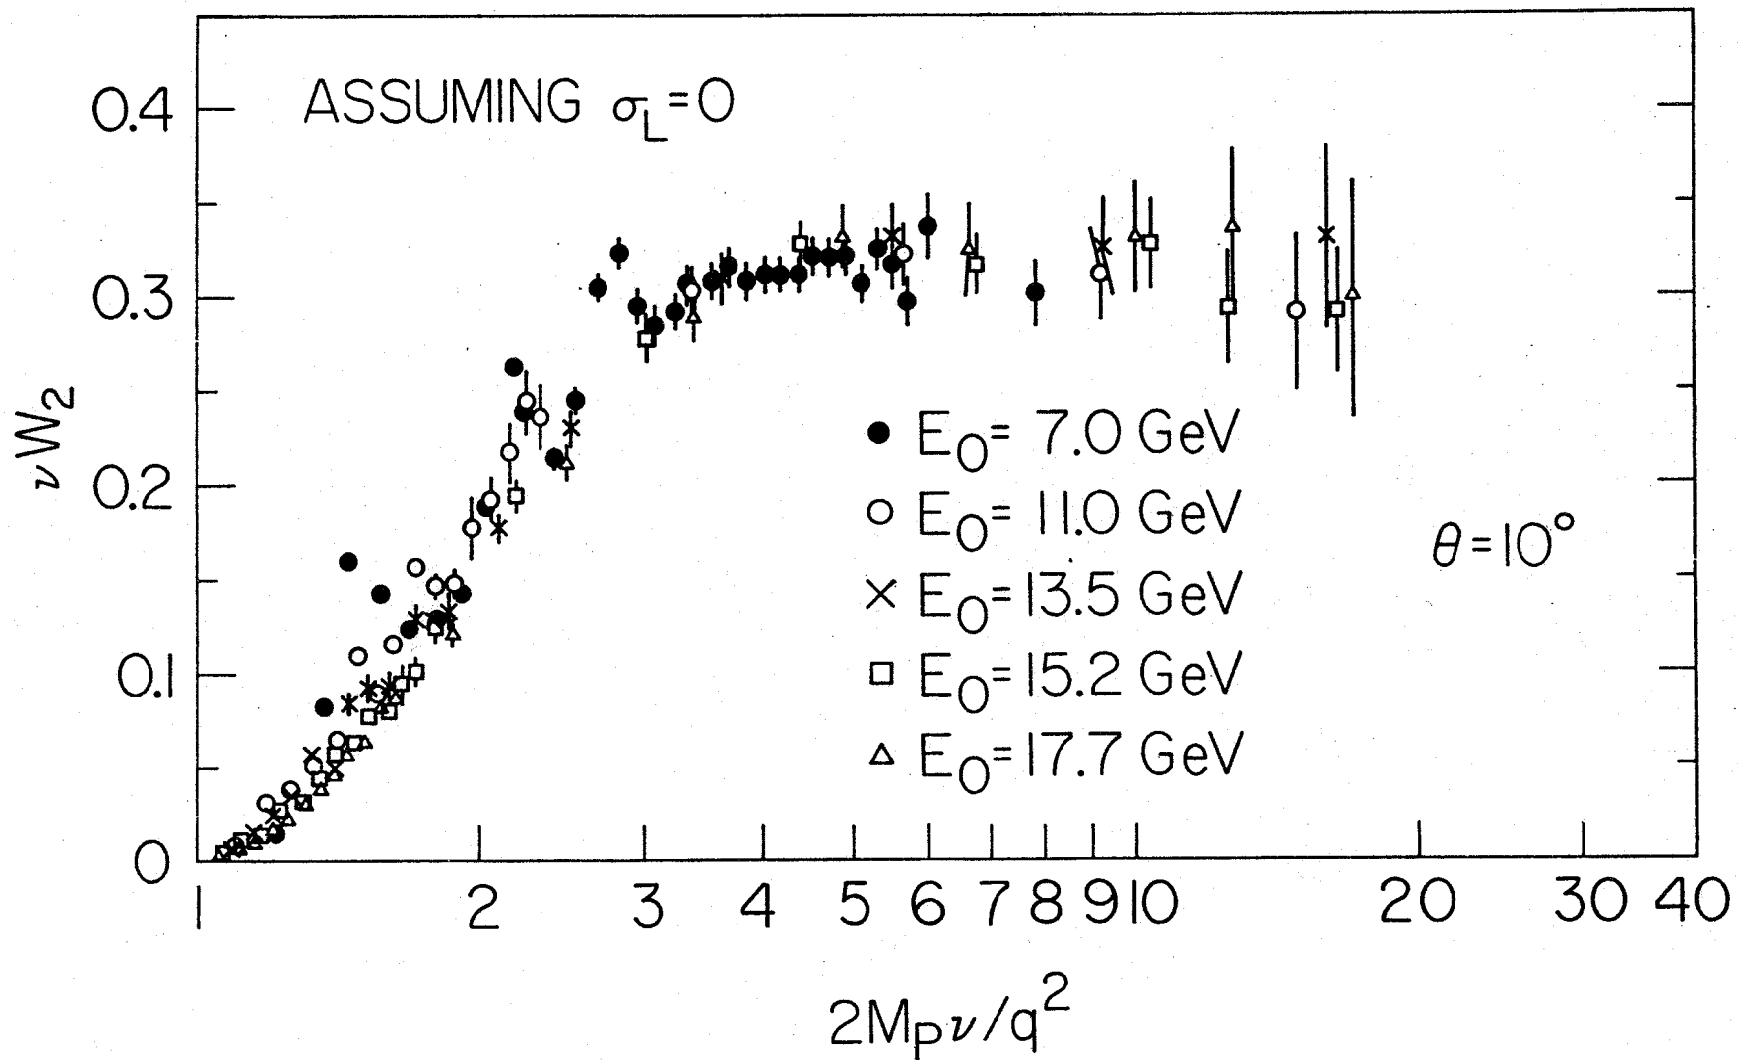 ASSUMING σL=0
0.4
0.3
0.2
0.1
0
νW2
● E0= 7.0 GeV
○ E0= 11.0 GeV
× E0= 13.5 GeV
□ E0= 15.2 GeV
△ E0= 17.7 GeV
θ=10°
1 2 3 4 5 6 7 8 9 10 20 30 40
2Mpν/q²